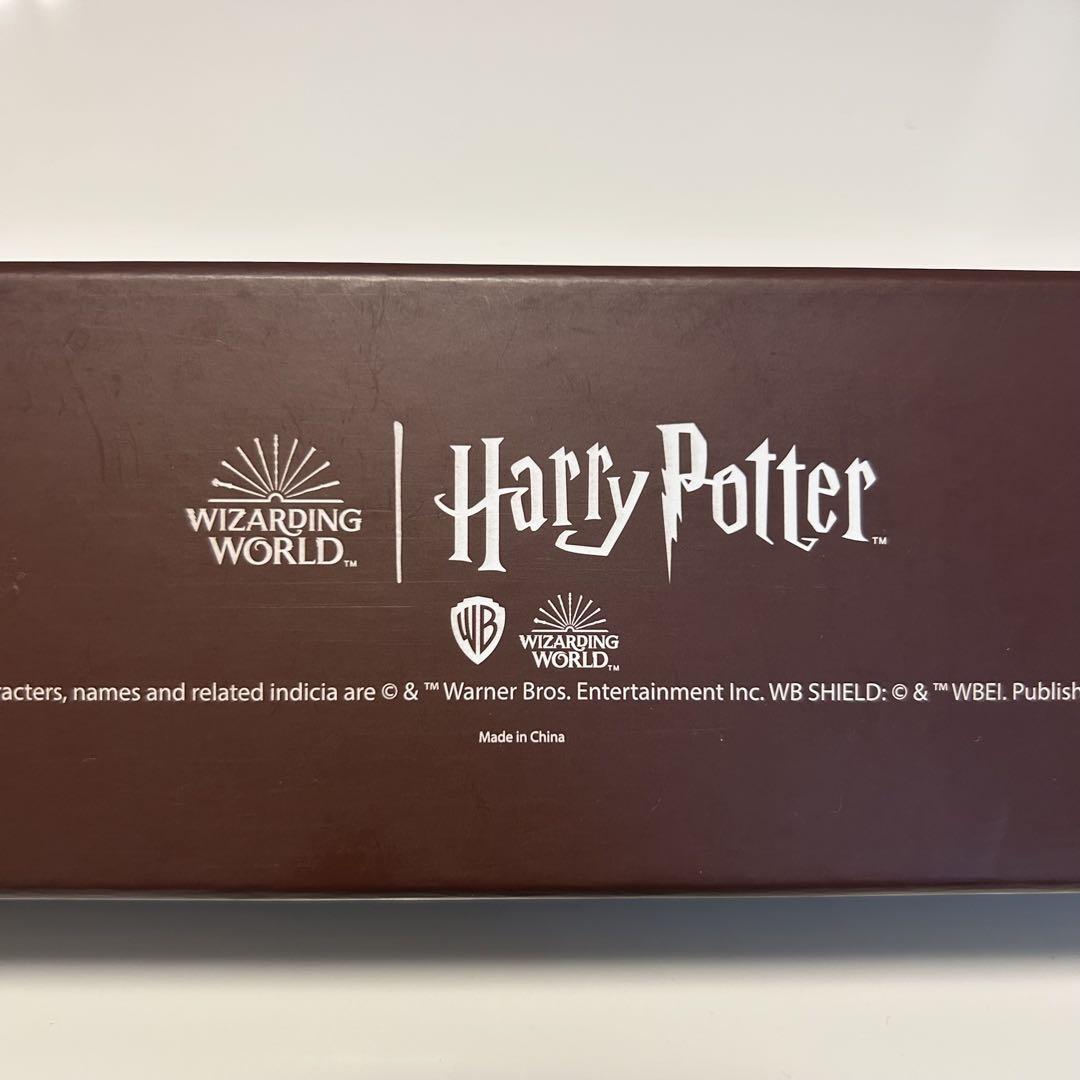 WIZARDING
WORLD™
Harry Potter™
WB
WIZARDING
WORLD™
acters, names and related indicia are © & ™ Warner Bros. Entertainment Inc. WB SHIELD: © & ™ WBEI. Publish
Made in China